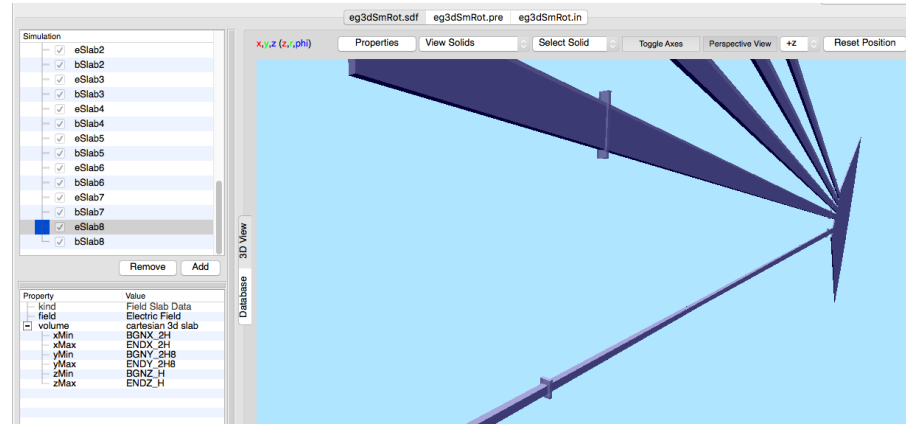 eg3dSmRot.sdf eg3dSmRot.pre eg3dSmRot.in
Simulation
eSlab2
bSlab2
eSlab3
bSlab3
eSlab4
bSlab4
eSlab5
bSlab5
eSlab6
bSlab6
eSlab7
bSlab7
eSlab8
bSlab8
Remove Add
Property Value
kind Field Slab Data
field Electric Field
volume cartesian 3d slab
xMin BGNX_2H
xMax ENDX_2H
yMin BGNY_2H8
yMax ENDY_2H8
zMin BGNZ_H
zMax ENDZ_H
3D View
Database
x,y,z (z,r,phi) Properties View Solids Select Solid Toggle Axes Perspective View +z Reset Position